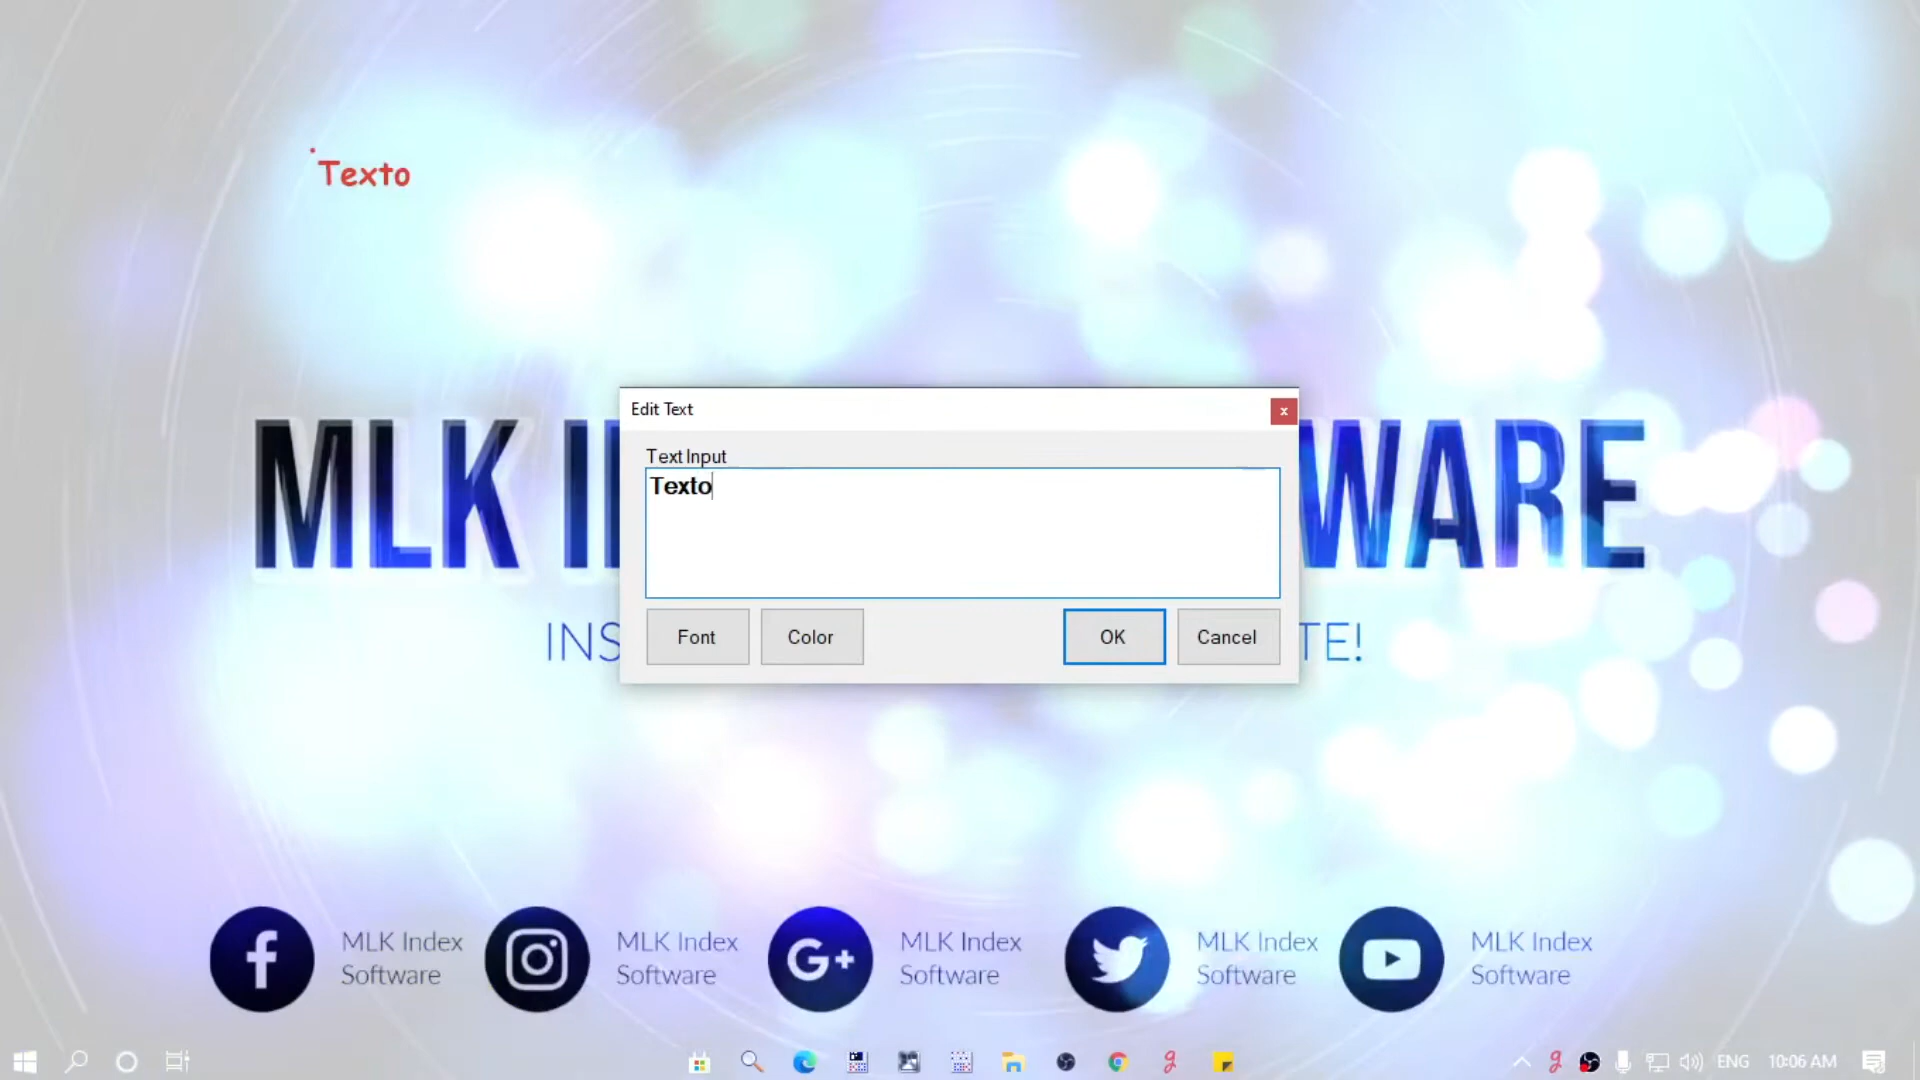 Texto
Edit Text
x
Text Input
Texto
Font
Color
OK
Cancel
MLK I
WARE
INS
TE!
MLK Index
Software
MLK Index
Software
G+
MLK Index
Software
MLK Index
Software
MLK Index
Software
ENG
10:06 AM